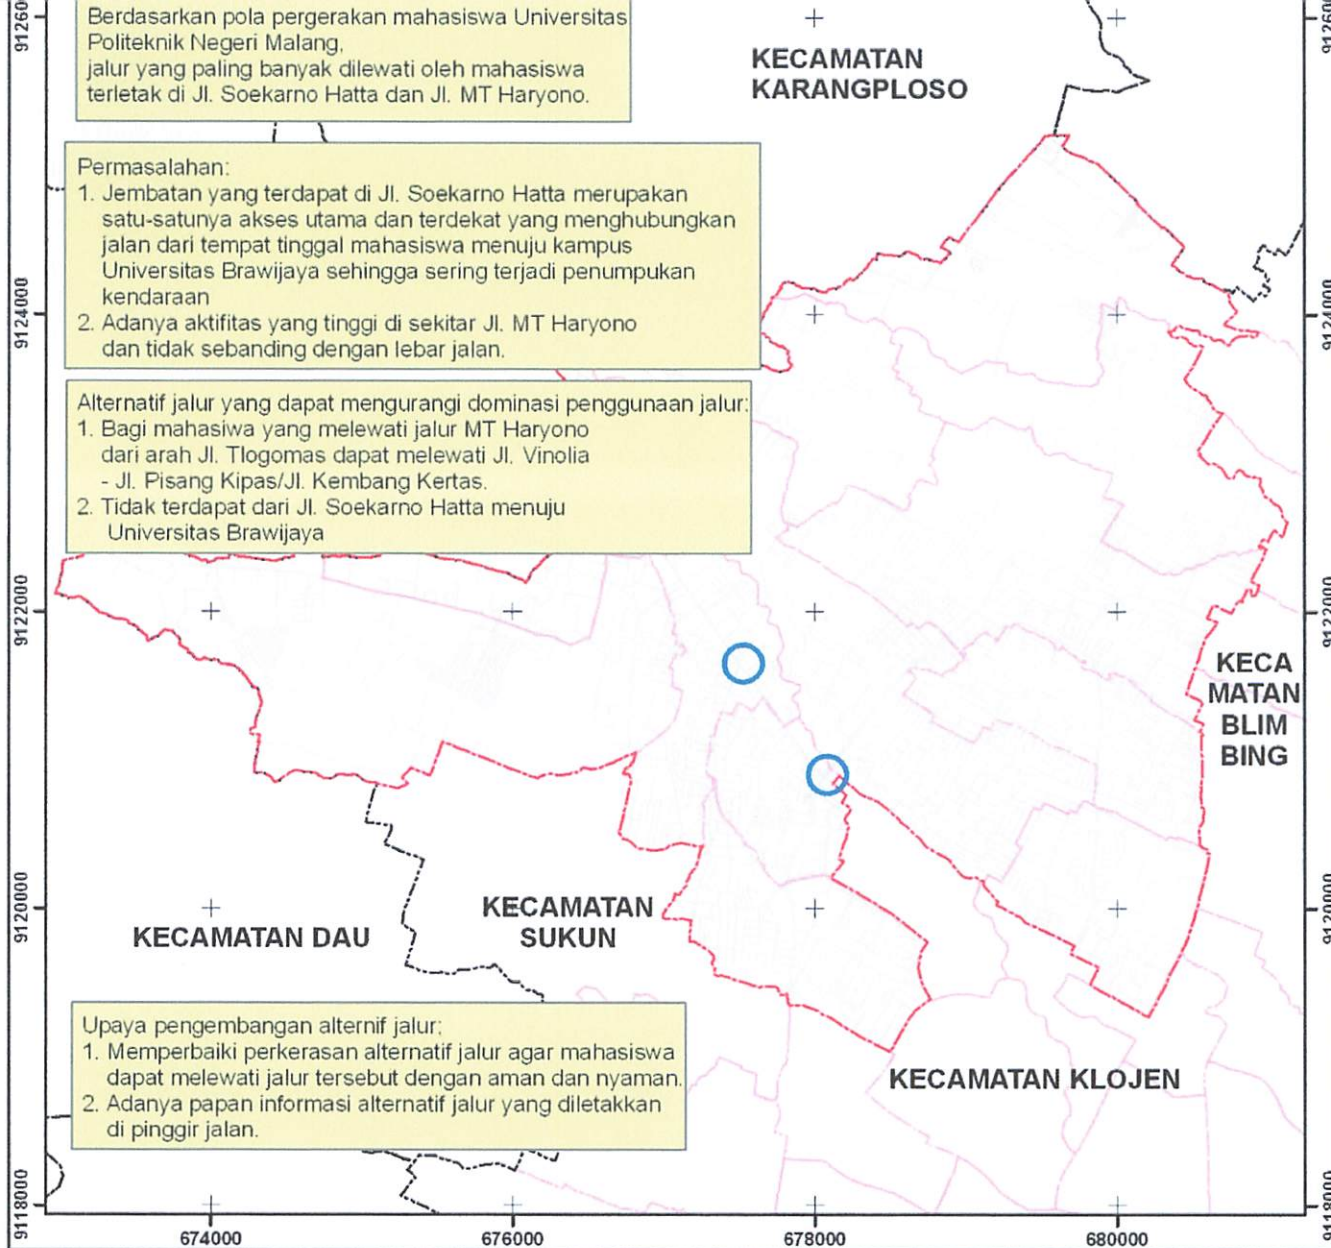 Berdasarkan pola pergerakan mahasiswa Universitas
Politeknik Negeri Malang,
jalur yang paling banyak dilewati oleh mahasiswa
terletak di Jl. Soekarno Hatta dan Jl. MT Haryono.
KECAMATAN
KARANGPLOSO
Permasalahan:
1. Jembatan yang terdapat di Jl. Soekarno Hatta merupakan
satu-satunya akses utama dan terdekat yang menghubungkan
jalan dari tempat tinggal mahasiswa menuju kampus
Universitas Brawijaya sehingga sering terjadi penumpukan
kendaraan
2. Adanya aktifitas yang tinggi di sekitar Jl. MT Haryono
dan tidak sebanding dengan lebar jalan.
Alternatif jalur yang dapat mengurangi dominasi penggunaan jalur:
1. Bagi mahasiwa yang melewati jalur MT Haryono
dari arah Jl. Tlogomas dapat melewati Jl. Vinolia
- Jl. Pisang Kipas/Jl. Kembang Kertas.
2. Tidak terdapat dari Jl. Soekarno Hatta menuju
Universitas Brawijaya
KECA
MATAN
BLIM
BING
KECAMATAN DAU
KECAMATAN
SUKUN
Upaya pengembangan alternif jalur;
1. Memperbaiki perkerasan alternatif jalur agar mahasiswa
dapat melewati jalur tersebut dengan aman dan nyaman.
2. Adanya papan informasi alternatif jalur yang diletakkan
di pinggir jalan.
KECAMATAN KLOJEN
9124000
9122000
9120000
9118000
9124000
9122000
9120000
674000
676000
678000
680000